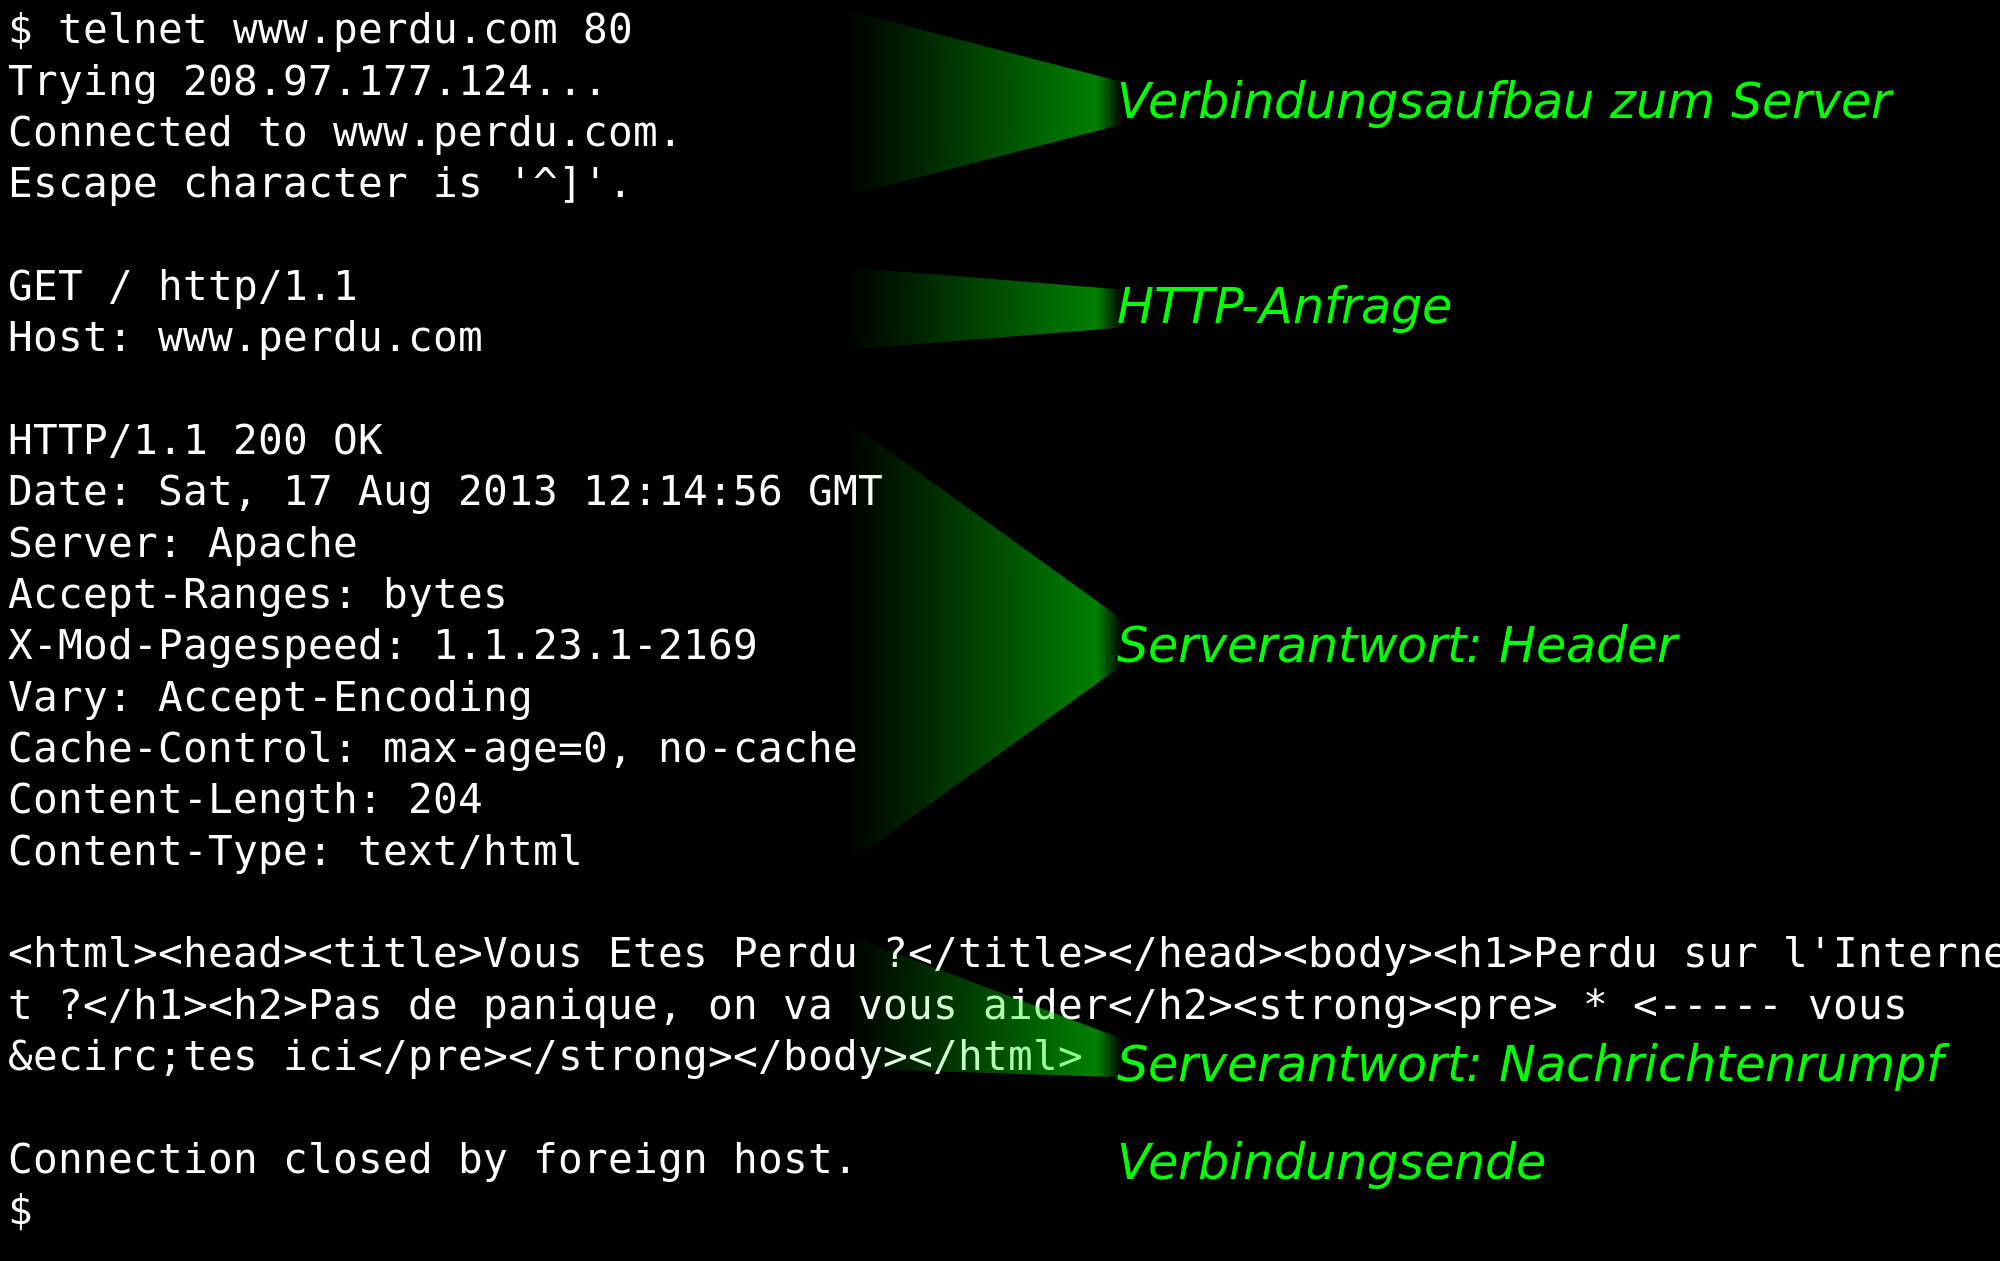 $ telnet www.perdu.com 80
Trying 208.97.177.124...
Connected to www.perdu.com.
Escape character is '^]'.
Verbindungsaufbau zum Server
GET / http/1.1
Host: www.perdu.com
HTTP-Anfrage
HTTP/1.1 200 OK
Date: Sat, 17 Aug 2013 12:14:56 GMT
Server: Apache
Accept-Ranges: bytes
X-Mod-Pagespeed: 1.1.23.1-2169
Vary: Accept-Encoding
Cache-Control: max-age=0, no-cache
Content-Length: 204
Content-Type: text/html
Serverantwort: Header
<html><head><title>Vous Etes Perdu ?</title></head><body><h1>Perdu sur l'Interne
t ?</h1><h2>Pas de panique, on va vous aider</h2><strong><pre> * <----- vous
&ecirc;tes ici</pre></strong></body></html>
Serverantwort: Nachrichtenrumpf
Connection closed by foreign host.
Verbindungsende
$